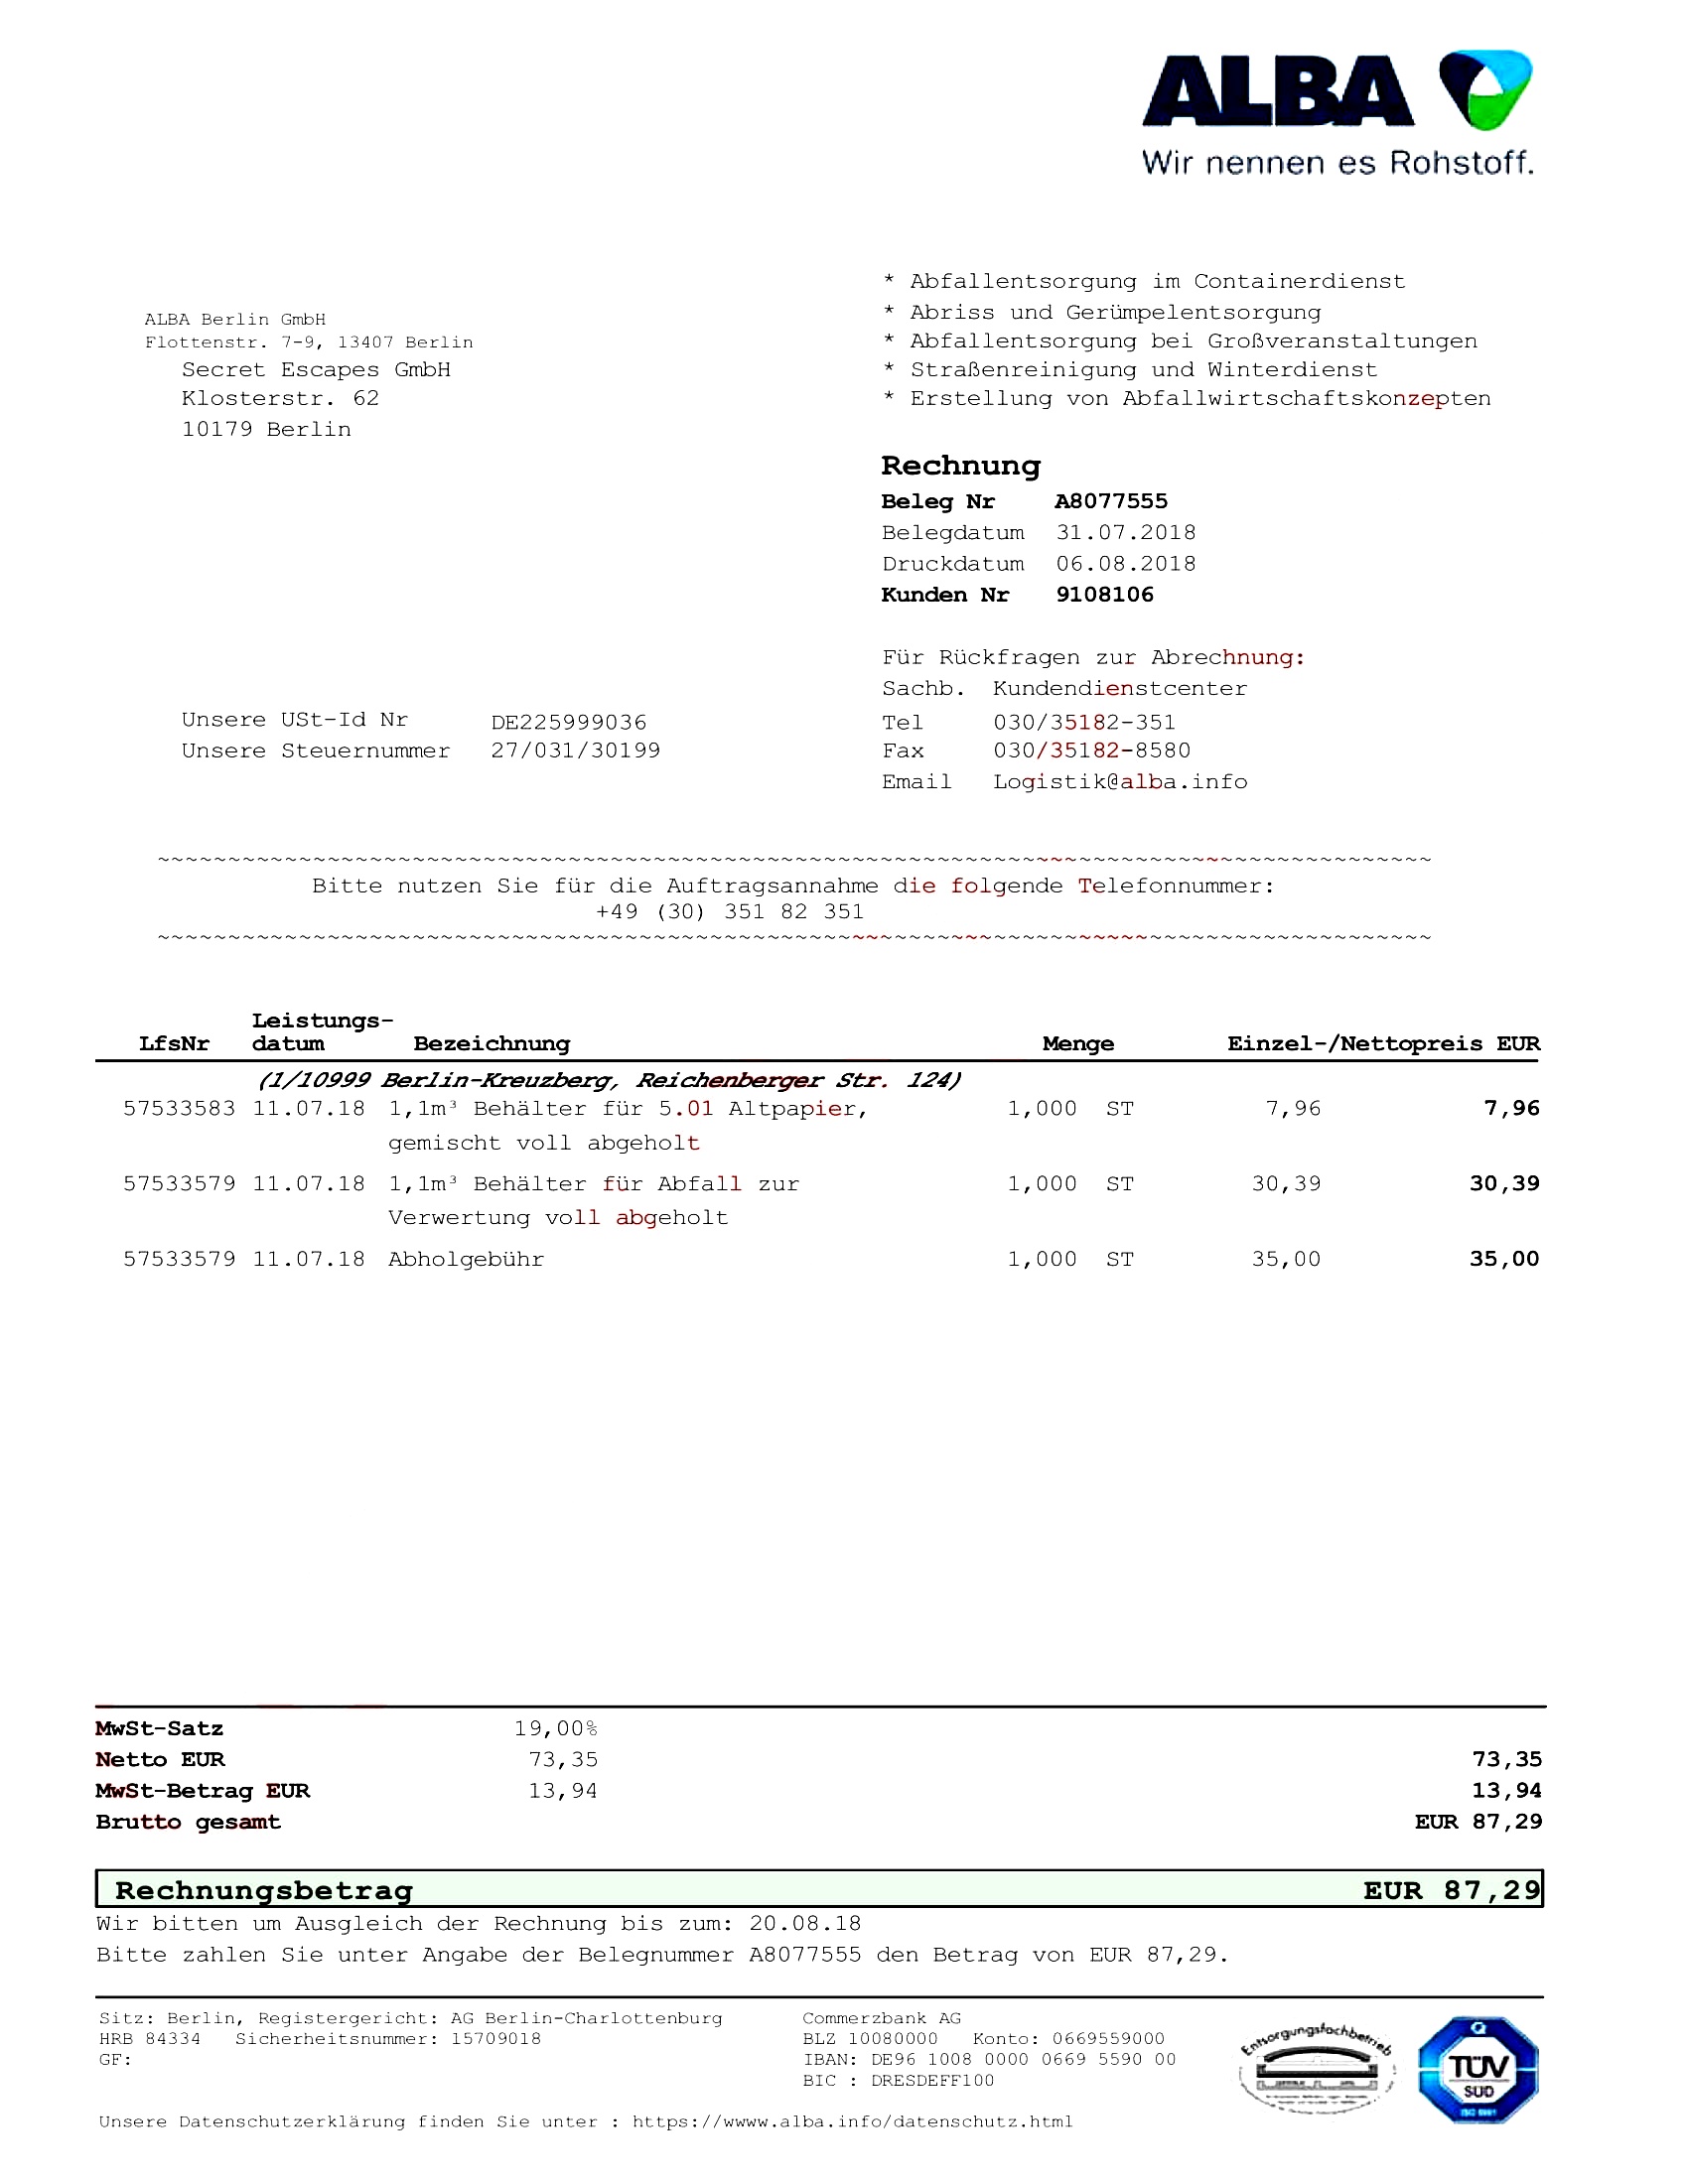 ALBA
Wir nennen es Rohstoff.
* Abfallentsorgung im Containerdienst
* Abriss und Gerümpelentsorgung
* Abfallentsorgung bei Großveranstaltungen
* Straßenreinigung und Winterdienst
* Erstellung von Abfallwirtschaftskonzepten
ALBA Berlin GmbH
Flottenstr. 7-9, 13407 Berlin
Secret Escapes GmbH
Klosterstr. 62
10179 Berlin
Rechnung
Beleg Nr A8077555
Belegdatum 31.07.2018
Druckdatum 06.08.2018
Kunden Nr 9108106
Für Rückfragen zur Abrechnung:
Sachb. Kundendienstcenter
Unsere USt-Id Nr DE225999036 Tel 030/35182-351
Unsere Steuernummer 27/031/30199 Fax 030/35182-8580
Email Logistik@alba.info
Bitte nutzen Sie für die Auftragsannahme die folgende Telefonnummer:
+49 (30) 351 82 351
Leistungs-
LfsNr datum Bezeichnung Menge Einzel-/Nettopreis EUR
(1/10999 Berlin-Kreuzberg, Reichenberger Str. 124)
57533583 11.07.18 1,1m³ Behälter für 5.01 Altpapier, 1,000 ST 7,96 7,96
gemischt voll abgeholt
57533579 11.07.18 1,1m³ Behälter für Abfall zur 1,000 ST 30,39 30,39
Verwertung voll abgeholt
57533579 11.07.18 Abholgebühr 1,000 ST 35,00 35,00
MwSt-Satz 19,00%
Netto EUR 73,35 73,35
MwSt-Betrag EUR 13,94 13,94
Brutto gesamt EUR 87,29
Rechnungsbetrag EUR 87,29
Wir bitten um Ausgleich der Rechnung bis zum: 20.08.18
Bitte zahlen Sie unter Angabe der Belegnummer A8077555 den Betrag von EUR 87,29.
Sitz: Berlin, Registergericht: AG Berlin-Charlottenburg
HRB 84334 Sicherheitsnummer: 15709018
GF:
Commerzbank AG
BLZ 10080000 Konto: 0669559000
IBAN: DE96 1008 0000 0669 5590 00
BIC : DRESDEFF100
Entsorgungsfachbetrieb
TÜV
SÜD
Unsere Datenschutzerklärung finden Sie unter : https://www.alba.info/datenschutz.html